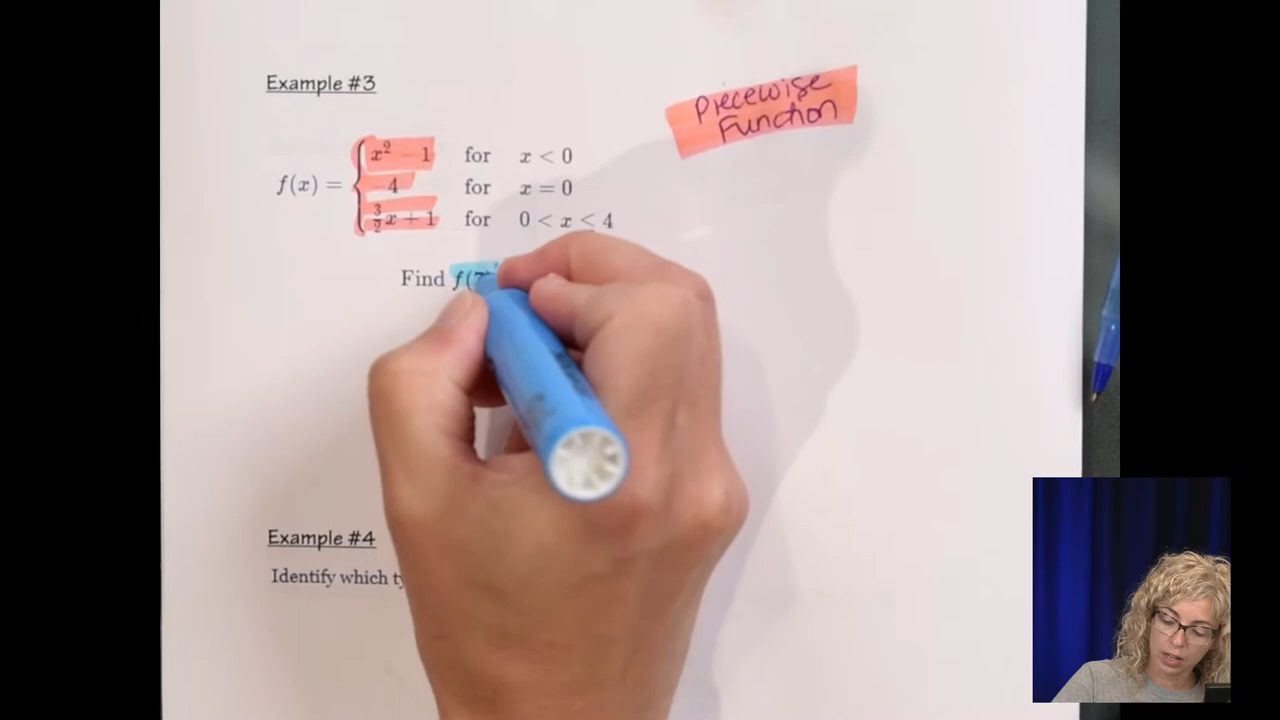 Example #3
Piecewise
Function
f(x) = { x² − 1 for x < 0
−4 for x = 0
3/2 x + 1 for 0 < x < 4
Find f(7
Example #4
Identify which